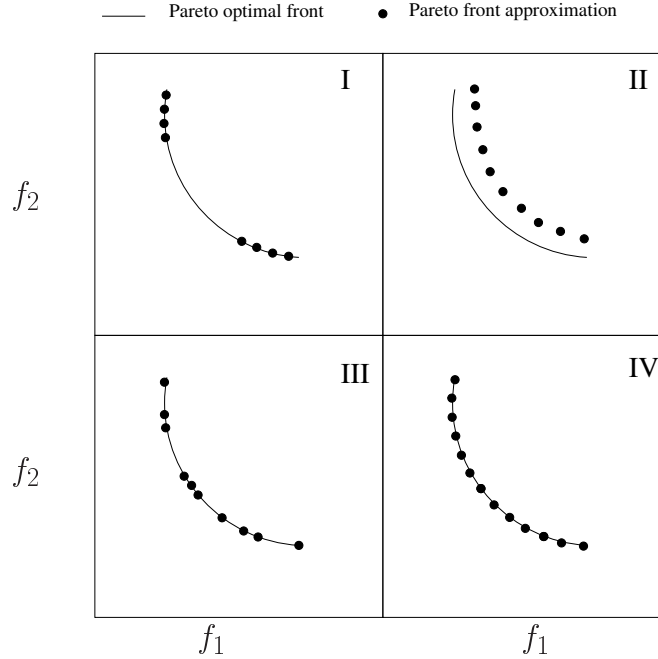 Pareto optimal front
Pareto front approximation
I
II
f2
III
IV
f2
f1
f1